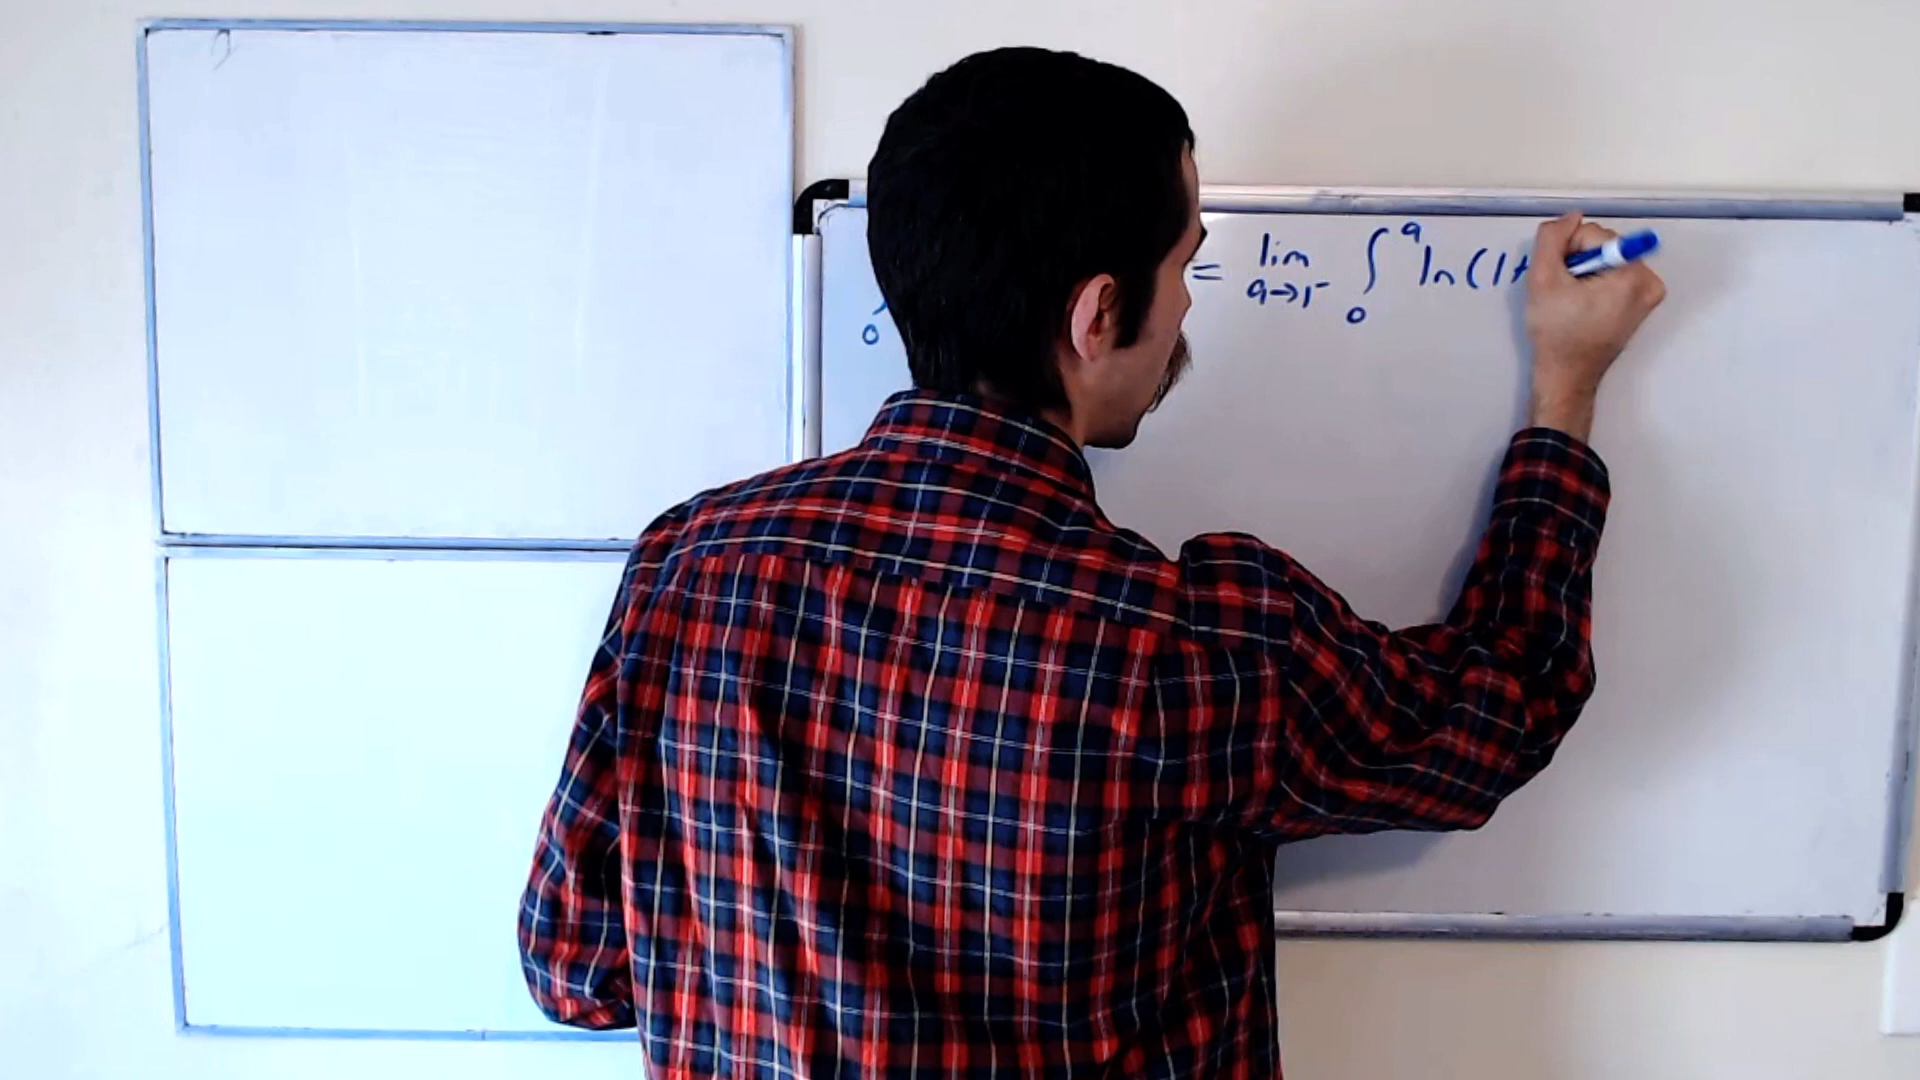 ∫ 0 = lim a→1⁻ ∫ 0 a ln(1+